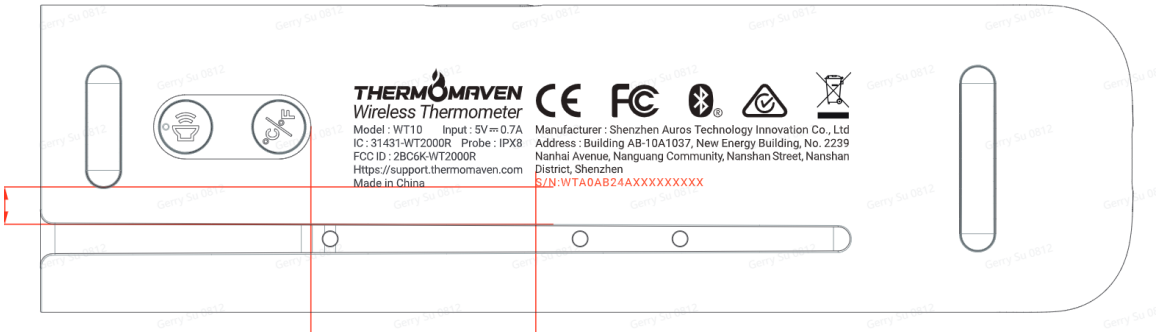 THERMOMAVEN
Wireless Thermometer
Model : WT10 Input : 5V⎓0.7A
IC : 31431-WT2000R Probe : IPX8
FCC ID : 2BC6K-WT2000R
Https://support.thermomaven.com
Made in China
CE FC ®
Manufacturer : Shenzhen Auros Technology Innovation Co., Ltd
Address : Building AB-10A1037, New Energy Building, No. 2239
Nanhai Avenue, Nanguang Community, Nanshan Street, Nanshan
District, Shenzhen
S/N:WTA0AB24AXXXXXXXXX
°C/°F
Gerry Su 0812